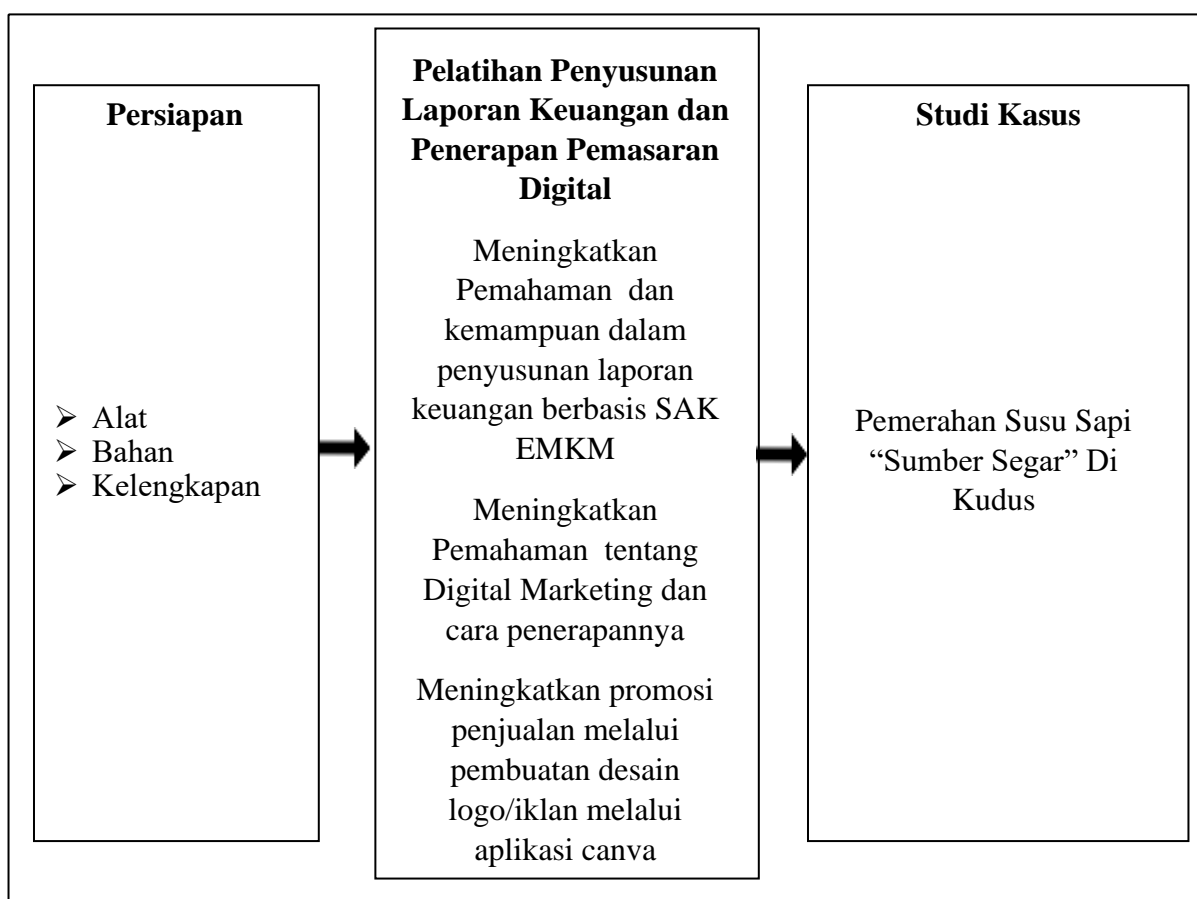 Persiapan
➢ Alat
➢ Bahan
➢ Kelengkapan
Pelatihan Penyusunan
Laporan Keuangan dan
Penerapan Pemasaran
Digital
Meningkatkan
Pemahaman dan
kemampuan dalam
penyusunan laporan
keuangan berbasis SAK
EMKM
Meningkatkan
Pemahaman tentang
Digital Marketing dan
cara penerapannya
Meningkatkan promosi
penjualan melalui
pembuatan desain
logo/iklan melalui
aplikasi canva
Studi Kasus
Pemerahan Susu Sapi
“Sumber Segar” Di
Kudus